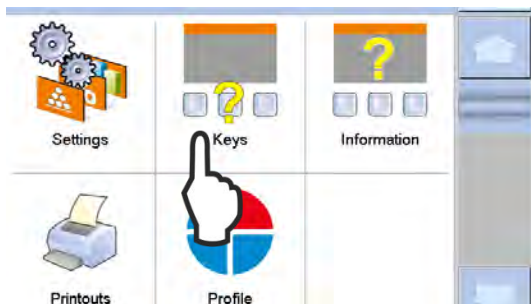 Settings
Keys
Information
Printouts
Profile